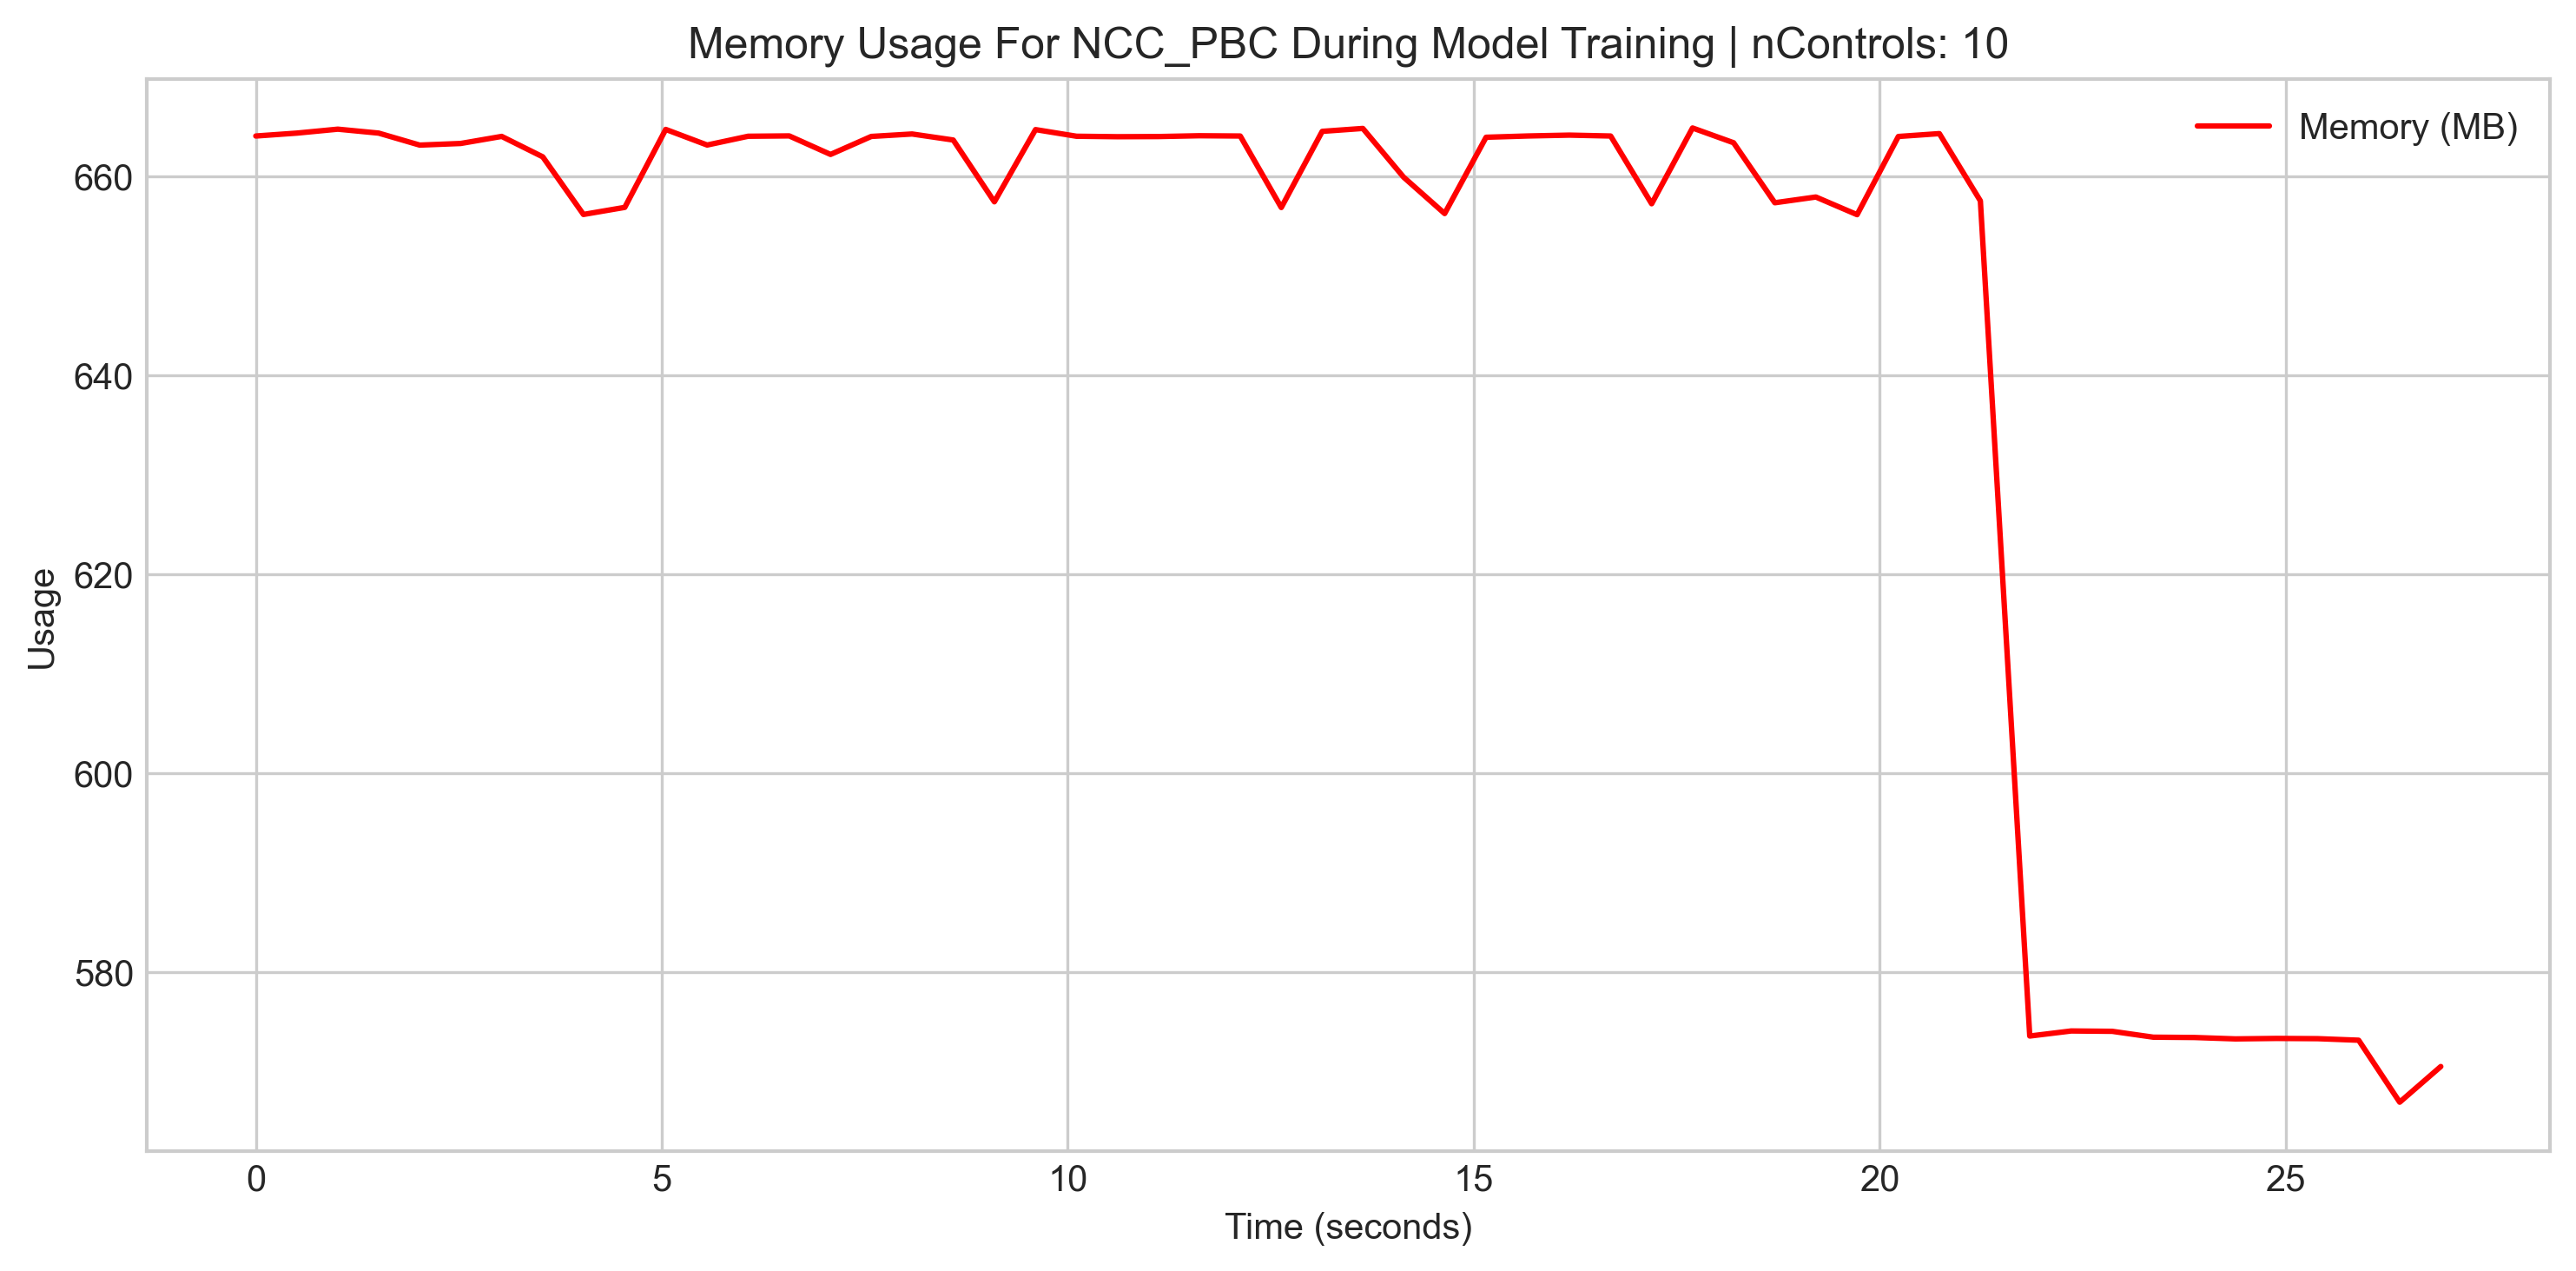 Memory Usage For NCC_PBC During Model Training | nControls: 10
Memory (MB)
660
640
620
600
580
Usage
0 5 10 15 20 25
Time (seconds)